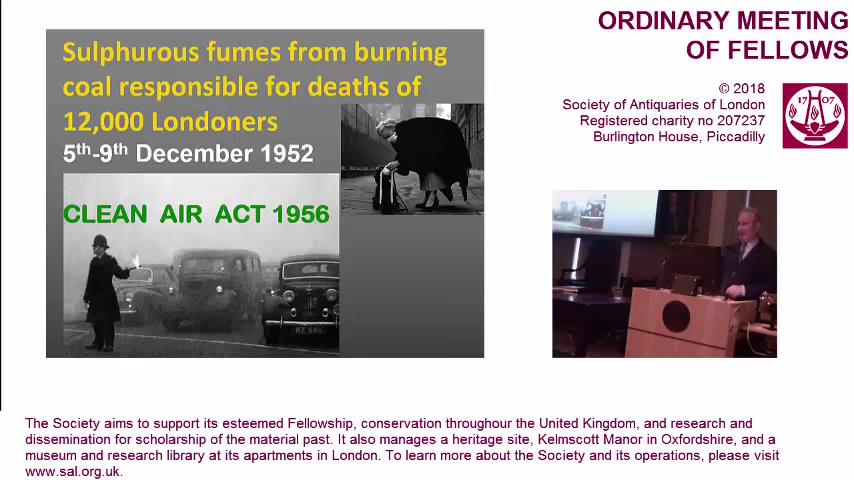 Sulphurous fumes from burning
coal responsible for deaths of
12,000 Londoners
5th-9th December 1952
CLEAN AIR ACT 1956
KZ 986
ORDINARY MEETING
OF FELLOWS
© 2018
Society of Antiquaries of London
Registered charity no 207237
Burlington House, Piccadilly
17 07
The Society aims to support its esteemed Fellowship, conservation throughour the United Kingdom, and research and
dissemination for scholarship of the material past. It also manages a heritage site, Kelmscott Manor in Oxfordshire, and a
museum and research library at its apartments in London. To learn more about the Society and its operations, please visit
www.sal.org.uk.